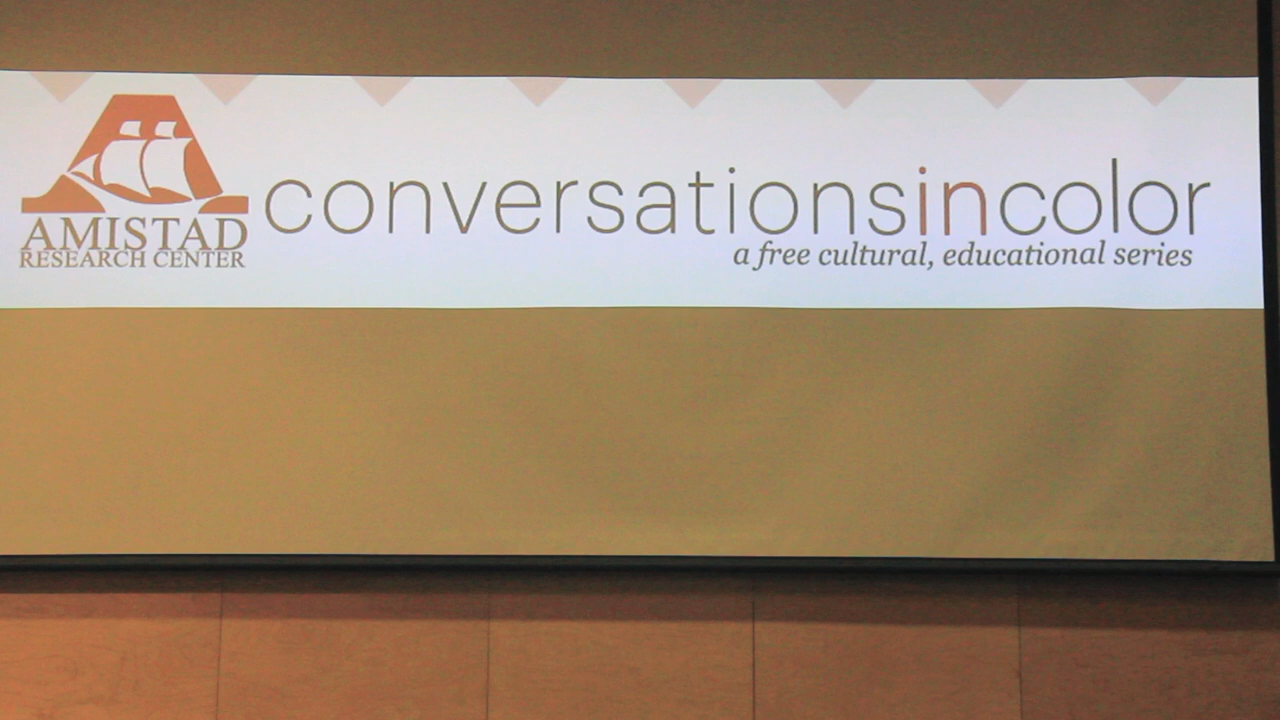 AMISTAD
RESEARCH CENTER
conversationsincolor
a free cultural, educational series